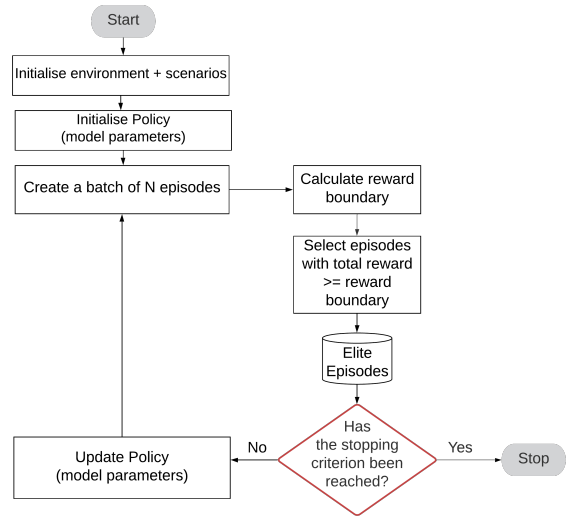 Start
Initialise environment + scenarios
Initialise Policy
(model parameters)
Create a batch of N episodes
Calculate reward
boundary
Select episodes
with total reward
>= reward
boundary
Elite
Episodes
Has
the stopping
criterion been
reached?
No
Yes
Stop
Update Policy
(model parameters)